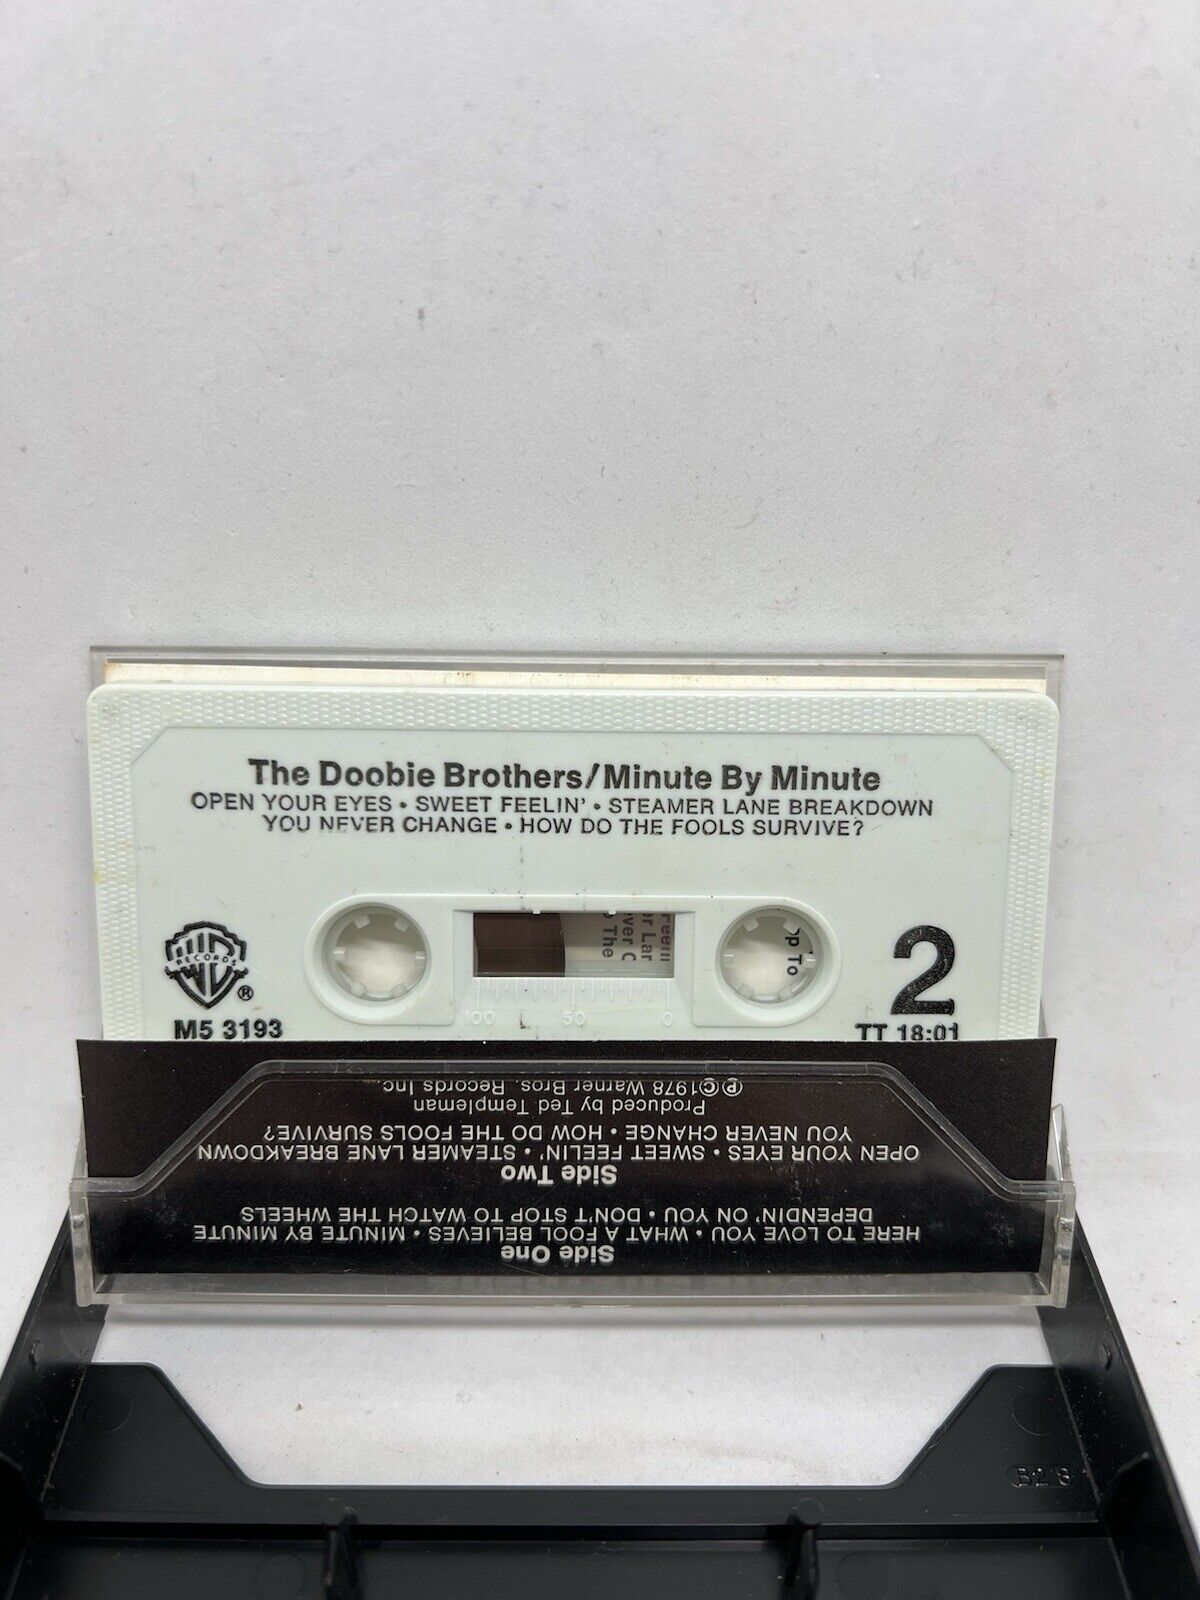 The Doobie Brothers/Minute By Minute
OPEN YOUR EYES • SWEET FEELIN' • STEAMER LANE BREAKDOWN
YOU NEVER CHANGE • HOW DO THE FOOLS SURVIVE?
RECORDS
®
M5 3193
100 50 0
op To
2
TT 18:01
Side One
HERE TO LOVE YOU • WHAT A FOOL BELIEVES • MINUTE BY MINUTE
DEPENDIN' ON YOU • DON'T STOP TO WATCH THE WHEELS
Side Two
OPEN YOUR EYES • SWEET FEELIN' • STEAMER LANE BREAKDOWN
YOU NEVER CHANGE • HOW DO THE FOOLS SURVIVE?
Produced by Ted Templeman
℗©1978 Warner Bros. Records Inc.